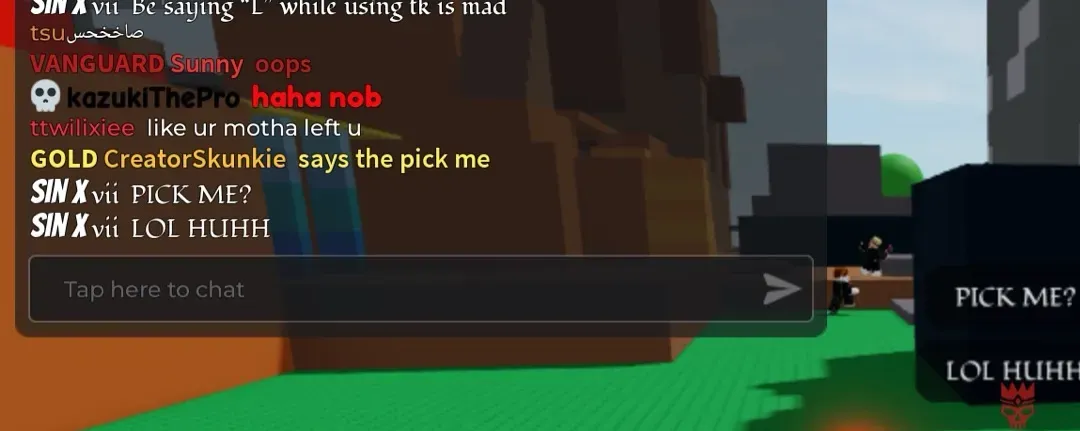 SIN X vii Be saying "L" while using tk is mad
tsu صاخخحس
VANGUARD Sunny oops
💀 kazukiThePro haha nob
ttwilixiee like ur motha left u
GOLD CreatorSkunkie says the pick me
SIN X vii PICK ME?
SIN X vii LOL HUHH
Tap here to chat
PICK ME?
LOL HUHH